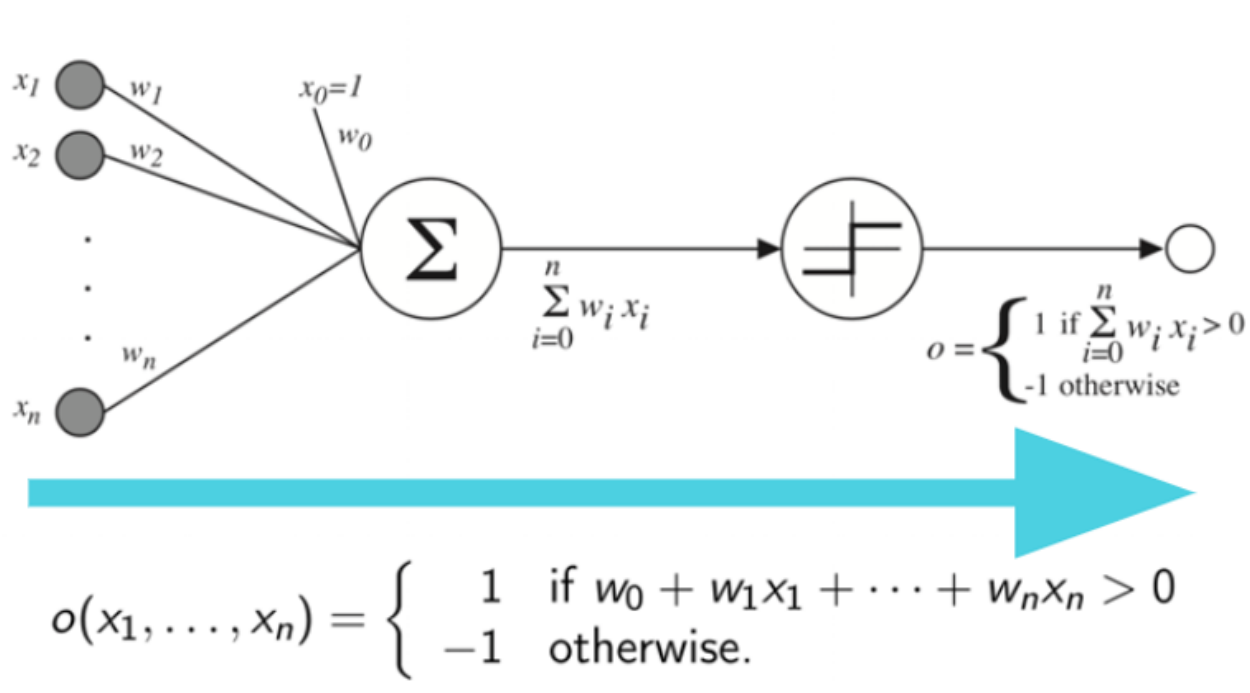 x₁ w₁ x₀=1
w₀
x₂ w₂
.
.
.
Σ
n
Σ wᵢ xᵢ
i=0
wₙ
xₙ
n
o = { 1 if Σ wᵢ xᵢ > 0
i=0
-1 otherwise
o(x₁, . . . , xₙ) = { 1 if w₀ + w₁x₁ + · · · + wₙxₙ > 0
−1 otherwise.